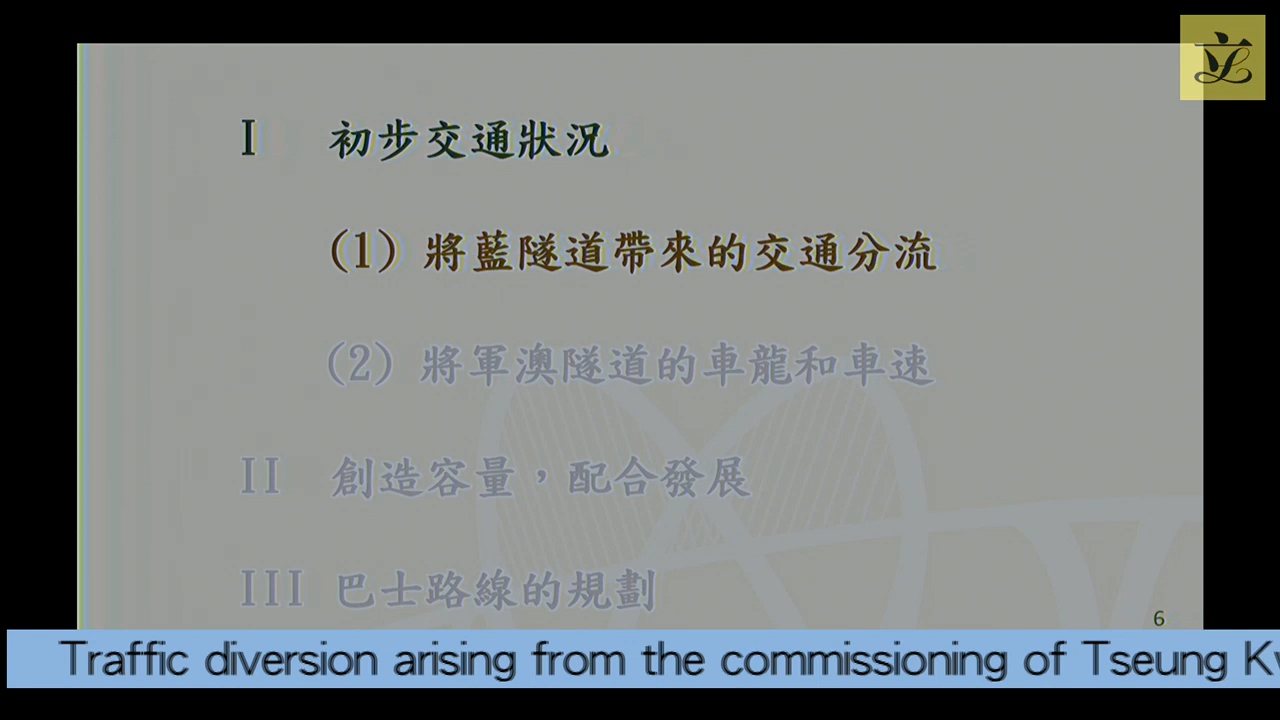 I 初步交通狀況
(1) 將藍隧道帶來的交通分流
(2) 將軍澳隧道的車龍和車速
II 創造容量，配合發展
III 巴士路線的規劃
6
Traffic diversion arising from the commissioning of Tseung